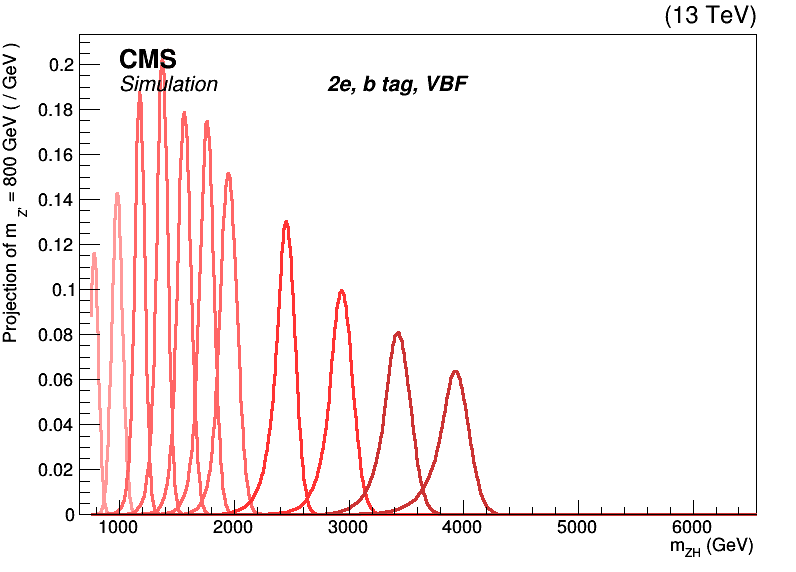 (13 TeV)
CMS
Simulation
2e, b tag, VBF
Projection of m Z' = 800 GeV ( / GeV )
0.2
0.18
0.16
0.14
0.12
0.1
0.08
0.06
0.04
0.02
0
1000 2000 3000 4000 5000 6000
mZH (GeV)